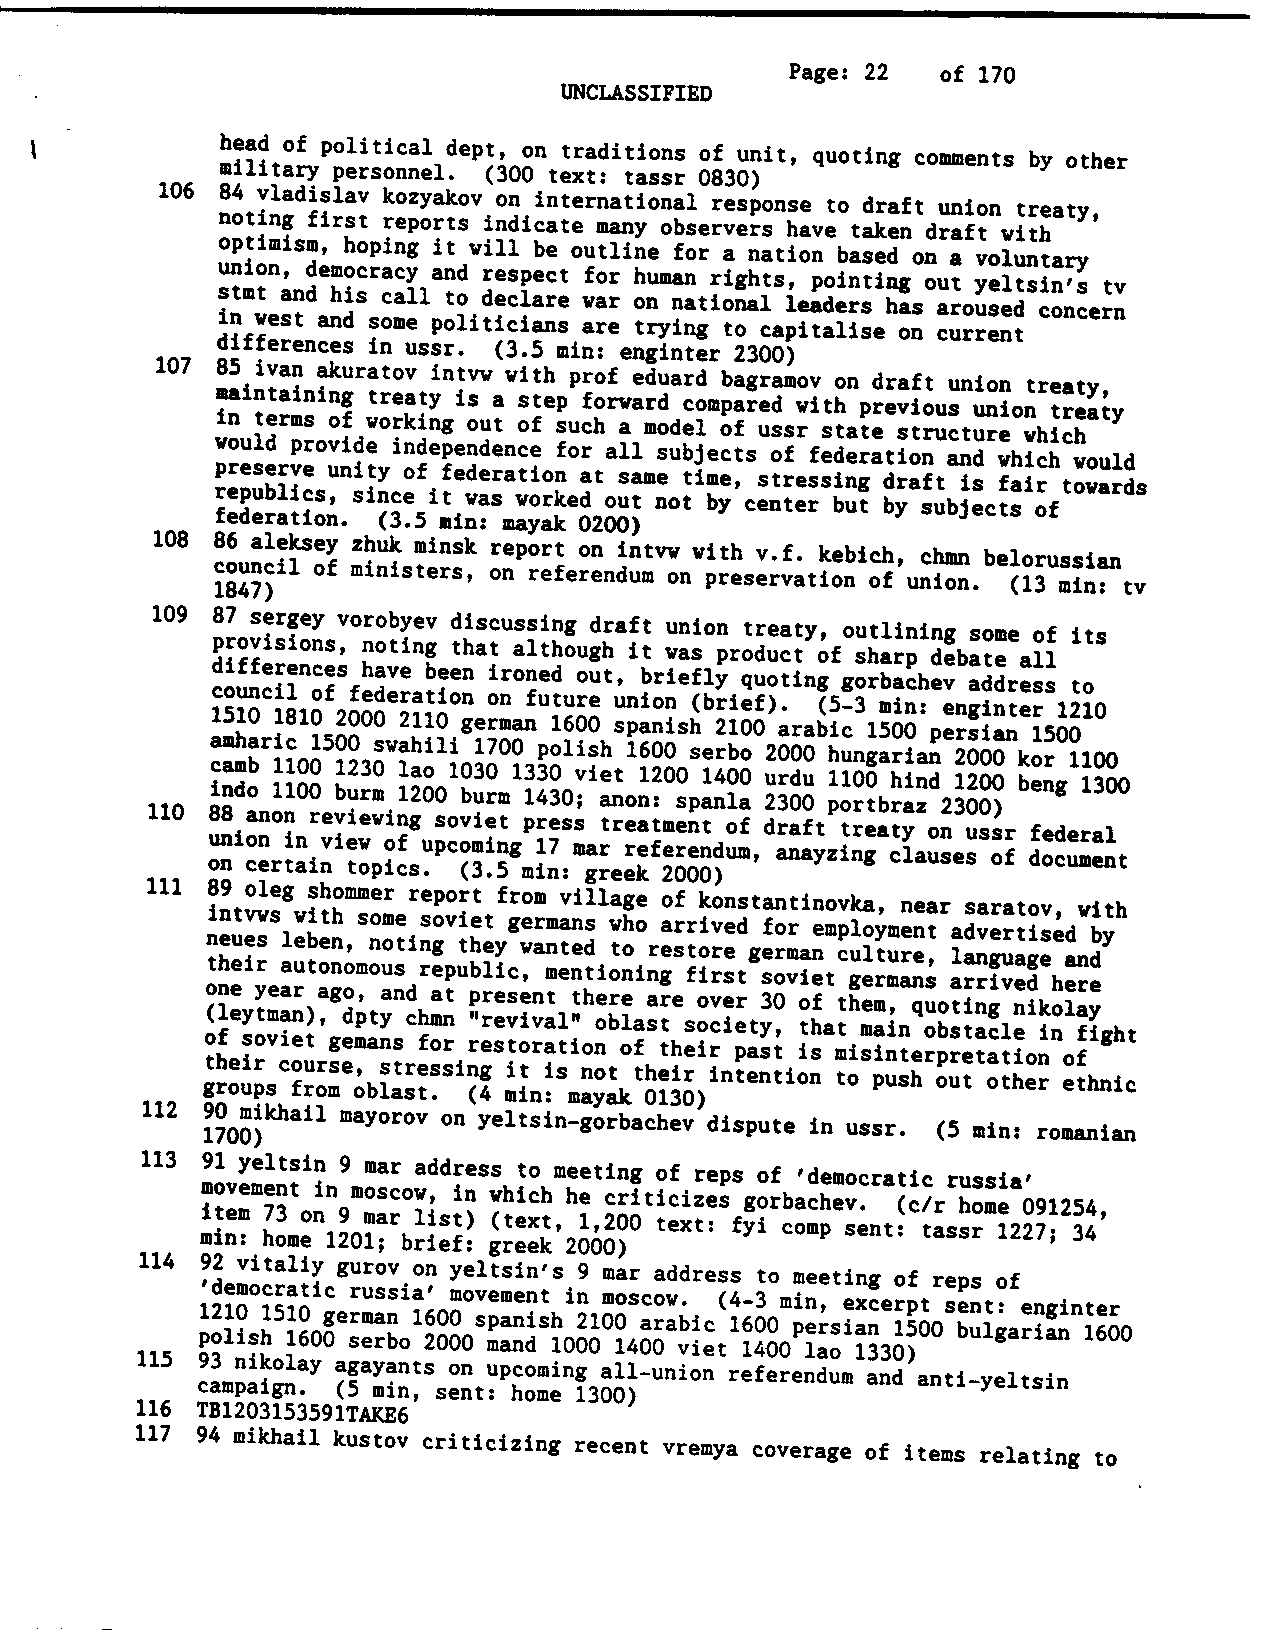 Page: 22 of 170
UNCLASSIFIED
head of political dept, on traditions of unit, quoting comments by other
military personnel. (300 text: tassr 0830)
106 84 vladislav kozyakov on international response to draft union treaty,
noting first reports indicate many observers have taken draft with
optimism, hoping it will be outline for a nation based on a voluntary
union, democracy and respect for human rights, pointing out yeltsin's tv
stmt and his call to declare war on national leaders has aroused concern
in west and some politicians are trying to capitalise on current
differences in ussr. (3.5 min: enginter 2300)
107 85 ivan akuratov intvw with prof eduard bagramov on draft union treaty,
maintaining treaty is a step forward compared with previous union treaty
in terms of working out of such a model of ussr state structure which
would provide independence for all subjects of federation and which would
preserve unity of federation at same time, stressing draft is fair towards
republics, since it was worked out not by center but by subjects of
federation. (3.5 min: mayak 0200)
108 86 aleksey zhuk minsk report on intvw with v.f. kebich, chmn belorussian
council of ministers, on referendum on preservation of union. (13 min: tv
1847)
109 87 sergey vorobyev discussing draft union treaty, outlining some of its
provisions, noting that although it was product of sharp debate all
differences have been ironed out, briefly quoting gorbachev address to
council of federation on future union (brief). (5-3 min: enginter 1210
1510 1810 2000 2110 german 1600 spanish 2100 arabic 1500 persian 1500
amharic 1500 swahili 1700 polish 1600 serbo 2000 hungarian 2000 kor 1100
camb 1100 1230 lao 1030 1330 viet 1200 1400 urdu 1100 hind 1200 beng 1300
indo 1100 burm 1200 burm 1430; anon: spanla 2300 portbraz 2300)
110 88 anon reviewing soviet press treatment of draft treaty on ussr federal
union in view of upcoming 17 mar referendum, anayzing clauses of document
on certain topics. (3.5 min: greek 2000)
111 89 oleg shommer report from village of konstantinovka, near saratov, with
intvws with some soviet germans who arrived for employment advertised by
neues leben, noting they wanted to restore german culture, language and
their autonomous republic, mentioning first soviet germans arrived here
one year ago, and at present there are over 30 of them, quoting nikolay
(leytman), dpty chmn "revival" oblast society, that main obstacle in fight
of soviet gemans for restoration of their past is misinterpretation of
their course, stressing it is not their intention to push out other ethnic
groups from oblast. (4 min: mayak 0130)
112 90 mikhail mayorov on yeltsin-gorbachev dispute in ussr. (5 min: romanian
1700)
113 91 yeltsin 9 mar address to meeting of reps of 'democratic russia'
movement in moscow, in which he criticizes gorbachev. (c/r home 091254,
item 73 on 9 mar list) (text, 1,200 text: fyi comp sent: tassr 1227; 34
min: home 1201; brief: greek 2000)
114 92 vitaliy gurov on yeltsin's 9 mar address to meeting of reps of
'democratic russia' movement in moscow. (4-3 min, excerpt sent: enginter
1210 1510 german 1600 spanish 2100 arabic 1600 persian 1500 bulgarian 1600
polish 1600 serbo 2000 mand 1000 1400 viet 1400 lao 1330)
115 93 nikolay agayants on upcoming all-union referendum and anti-yeltsin
campaign. (5 min, sent: home 1300)
116 TB1203153591TAKE6
117 94 mikhail kustov criticizing recent vremya coverage of items relating to